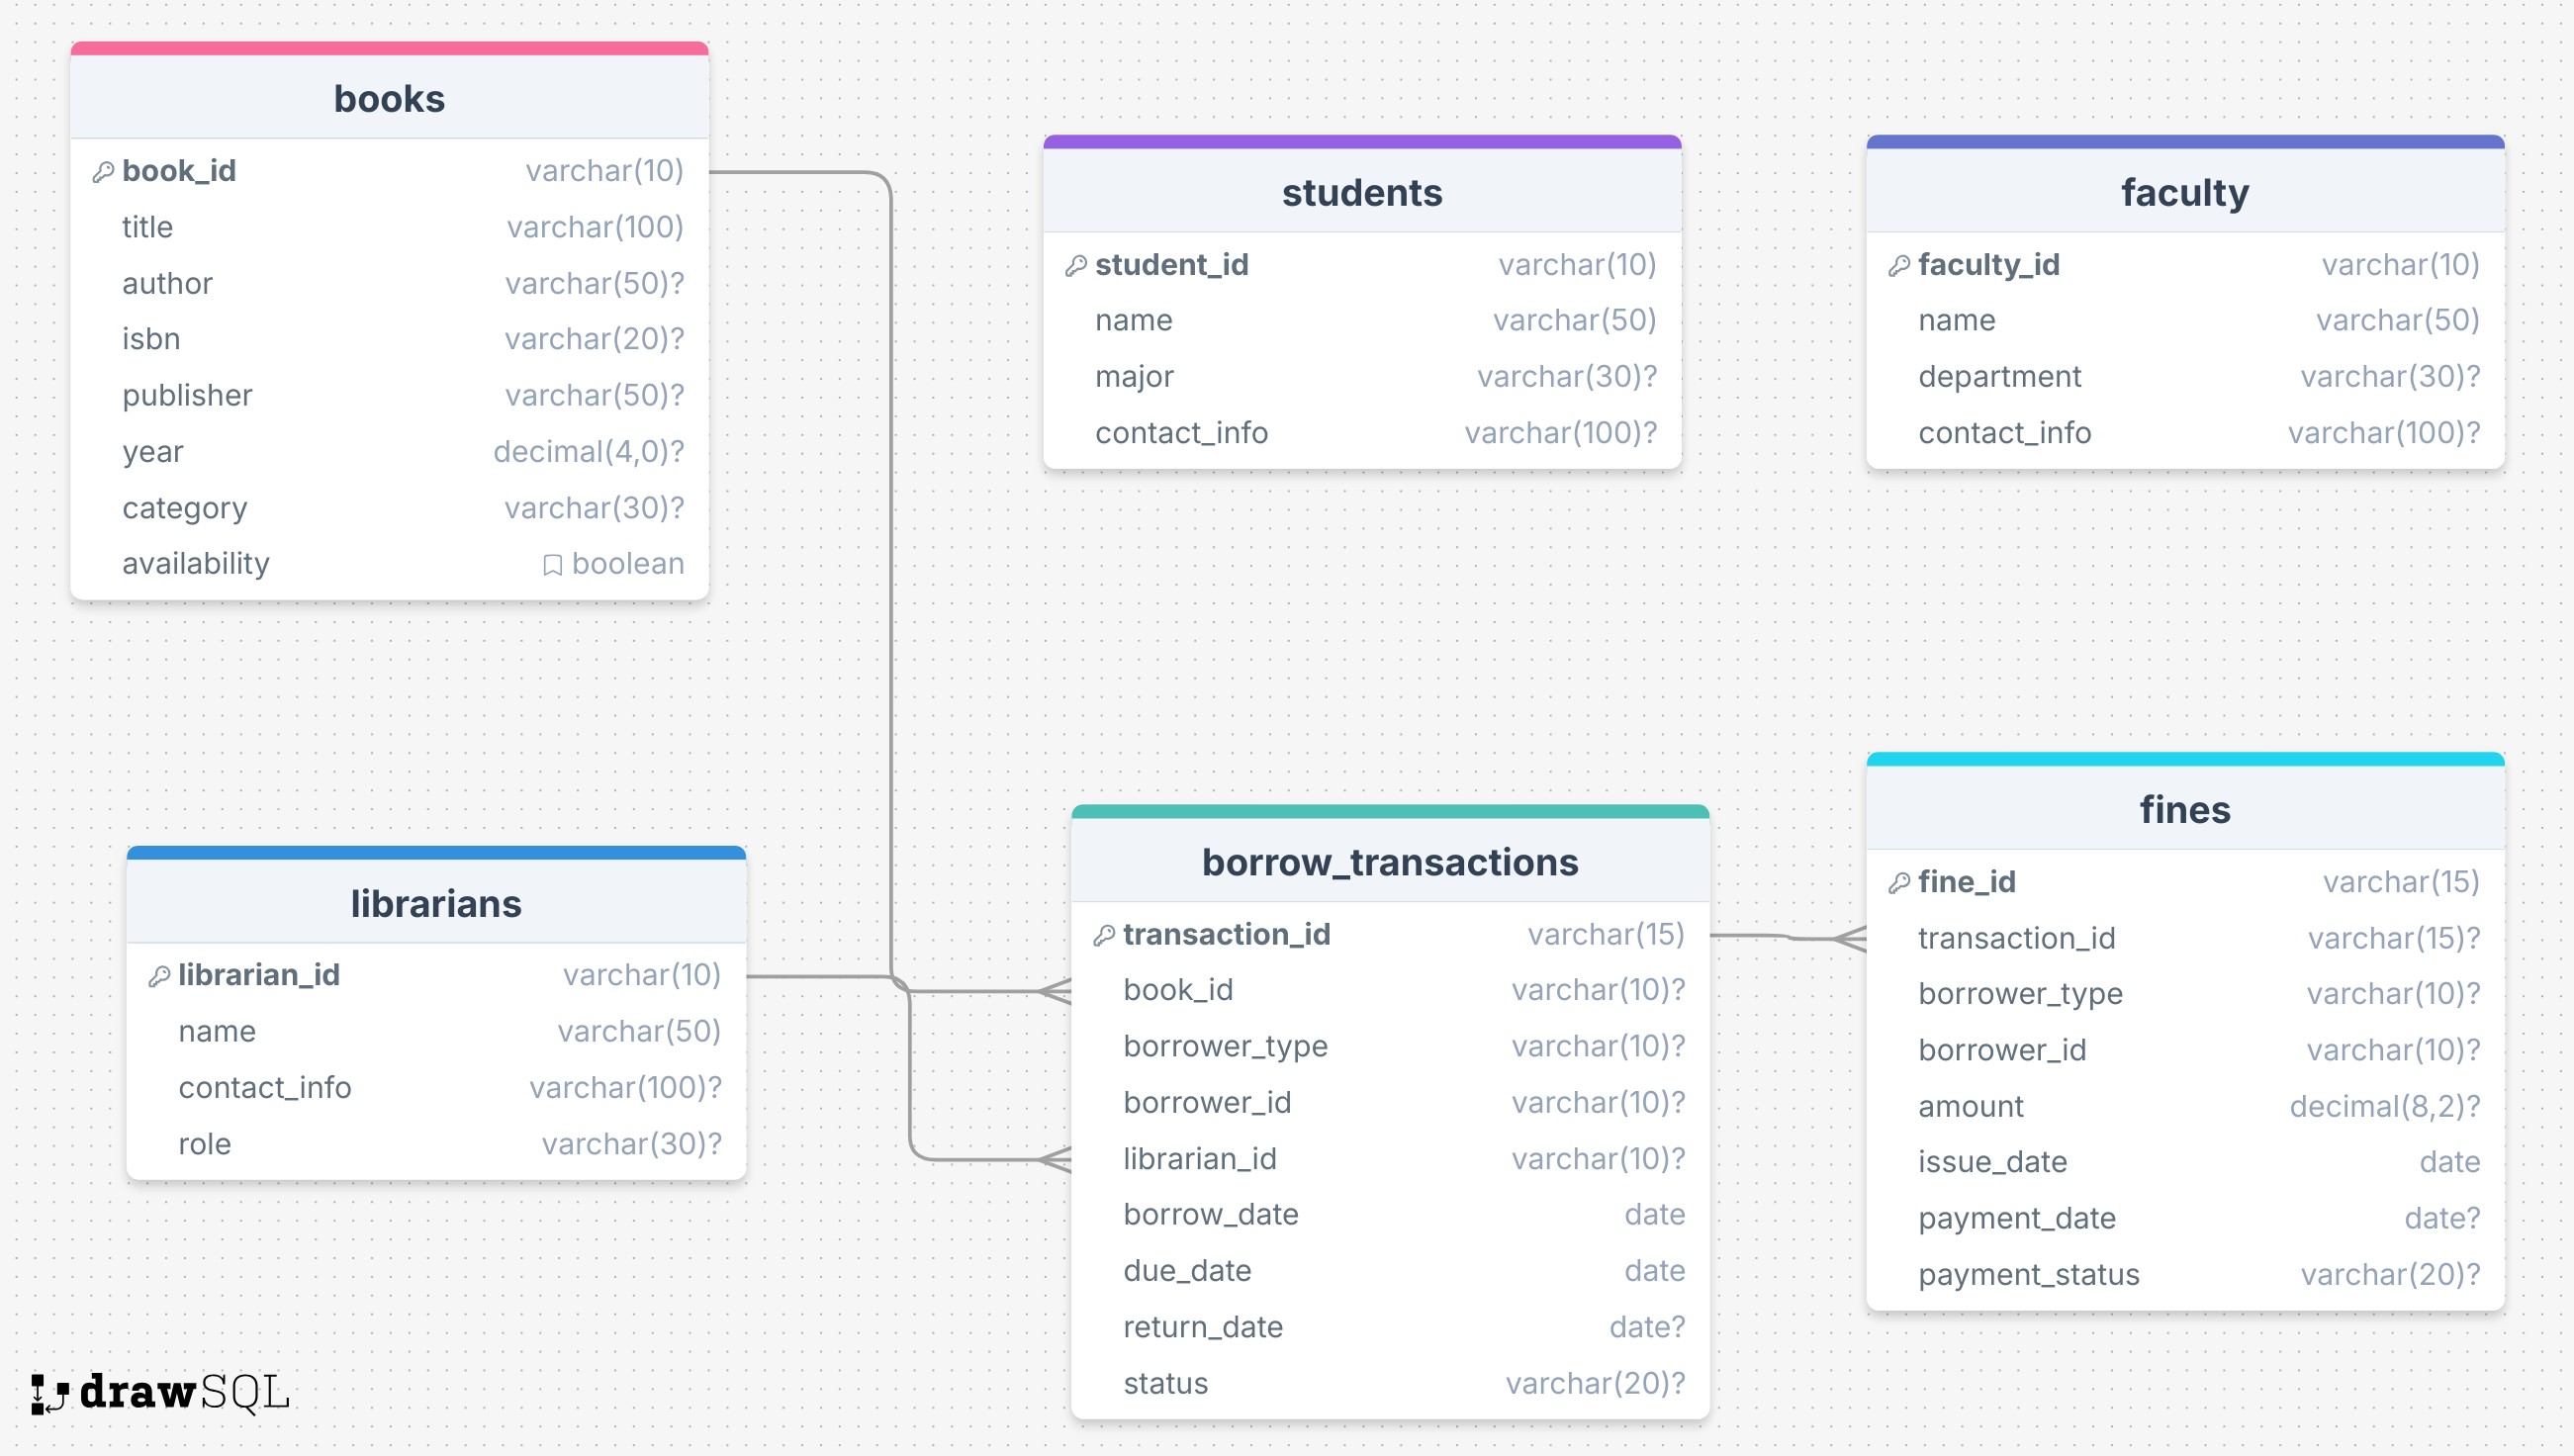 books
book_id varchar(10)
title varchar(100)
author varchar(50)?
isbn varchar(20)?
publisher varchar(50)?
year decimal(4,0)?
category varchar(30)?
availability boolean
students
student_id varchar(10)
name varchar(50)
major varchar(30)?
contact_info varchar(100)?
faculty
faculty_id varchar(10)
name varchar(50)
department varchar(30)?
contact_info varchar(100)?
librarians
librarian_id varchar(10)
name varchar(50)
contact_info varchar(100)?
role varchar(30)?
borrow_transactions
transaction_id varchar(15)
book_id varchar(10)?
borrower_type varchar(10)?
borrower_id varchar(10)?
librarian_id varchar(10)?
borrow_date date
due_date date
return_date date?
status varchar(20)?
fines
fine_id varchar(15)
transaction_id varchar(15)?
borrower_type varchar(10)?
borrower_id varchar(10)?
amount decimal(8,2)?
issue_date date
payment_date date?
payment_status varchar(20)?
drawSQL